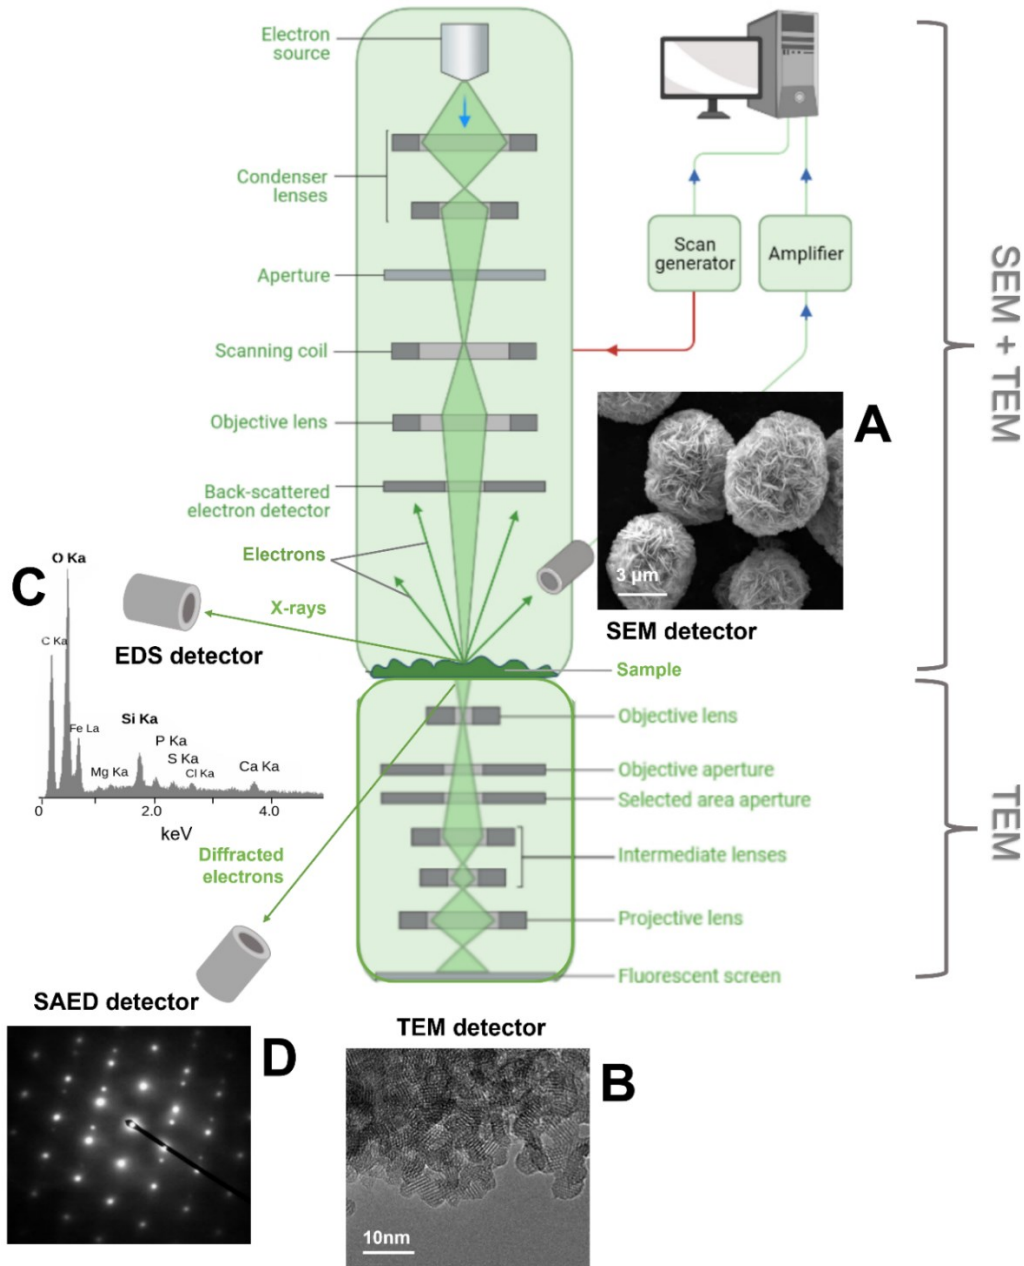 Electron
source
Condenser
lenses
Aperture
Scanning coil
Objective lens
Back-scattered
electron detector
Electrons
X-rays
Scan
generator
Amplifier
SEM + TEM
A
3 µm
SEM detector
C
O Ka
C Ka
Fe La
Mg Ka
Si Ka
P Ka
S Ka
Cl Ka
Ca Ka
0
2.0
4.0
keV
EDS detector
Sample
Objective lens
Objective aperture
Selected area aperture
Intermediate lenses
Projective lens
Fluorescent screen
TEM
Diffracted
electrons
SAED detector
D
TEM detector
B
10nm